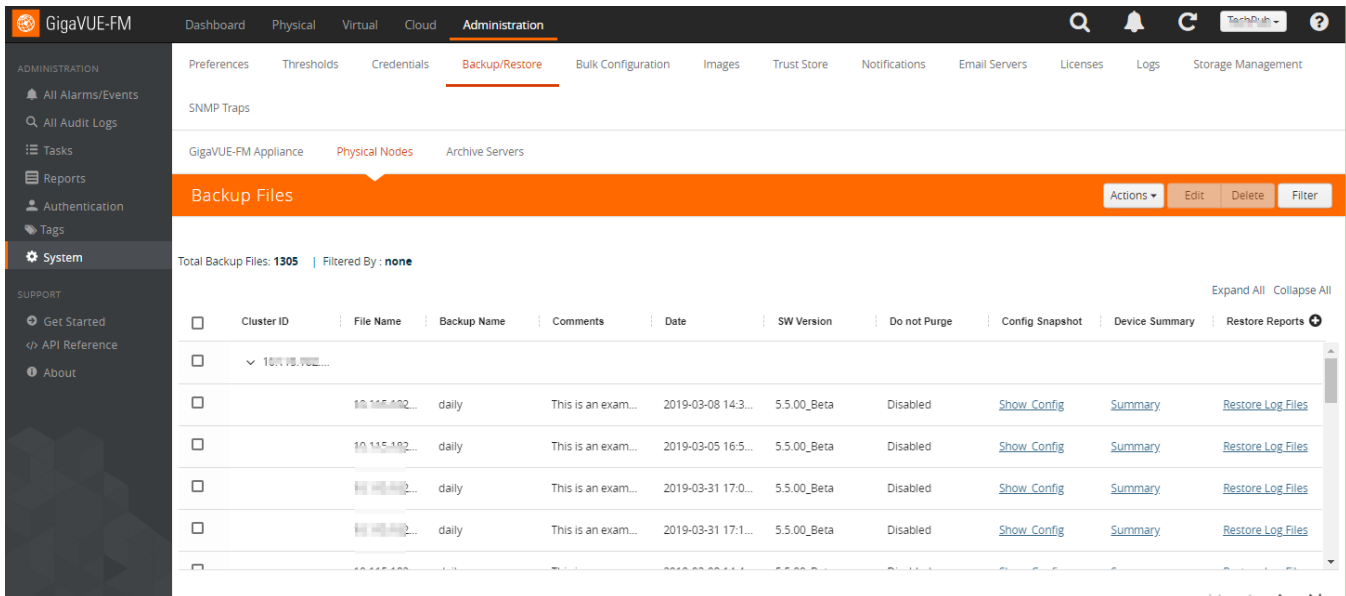 GigaVUE-FM Dashboard Physical Virtual Cloud Administration
ADMINISTRATION
All Alarms/Events
All Audit Logs
Tasks
Reports
Authentication
Tags
System
SUPPORT
Get Started
</> API Reference
About
Preferences Thresholds Credentials Backup/Restore Bulk Configuration Images Trust Store Notifications Email Servers Licenses Logs Storage Management
SNMP Traps
GigaVUE-FM Appliance Physical Nodes Archive Servers
Backup Files Actions Edit Delete Filter
Total Backup Files: 1305 | Filtered By : none
Expand All Collapse All
Cluster ID File Name Backup Name Comments Date SW Version Do not Purge Config Snapshot Device Summary Restore Reports
daily This is an exam... 2019-03-08 14:3... 5.5.00_Beta Disabled Show Config Summary Restore Log Files
daily This is an exam... 2019-03-05 16:5... 5.5.00_Beta Disabled Show Config Summary Restore Log Files
daily This is an exam... 2019-03-31 17:0... 5.5.00_Beta Disabled Show Config Summary Restore Log Files
daily This is an exam... 2019-03-31 17:1... 5.5.00_Beta Disabled Show Config Summary Restore Log Files